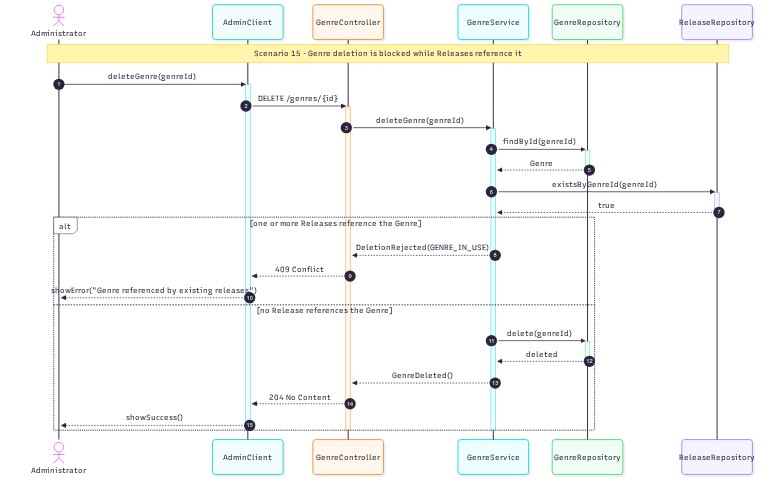 Administrator
AdminClient
GenreController
GenreService
GenreRepository
ReleaseRepository
Scenario 15 - Genre deletion is blocked while Releases reference it
1
deleteGenre(genreId)
2
DELETE /genres/{id}
3
deleteGenre(genreId)
4
findById(genreId)
Genre
5
6
existsByGenreId(genreId)
true
7
alt
[one or more Releases reference the Genre]
DeletionRejected(GENRE_IN_USE)
8
409 Conflict
9
showError("Genre referenced by existing releases")
10
[no Release references the Genre]
11
delete(genreId)
deleted
12
GenreDeleted()
13
204 No Content
14
showSuccess()
15
Administrator
AdminClient
GenreController
GenreService
GenreRepository
ReleaseRepository